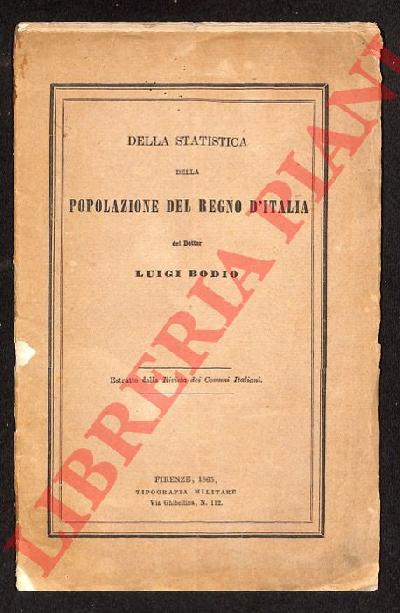 DELLA STATISTICA
DELLA
POPOLAZIONE DEL REGNO D'ITALIA
del Dottor
LUIGI BODIO
Estratto dalla Rivista dei Comuni Italiani.
FIRENZE, 1865,
TIPOGRAFIA MILITARE
Via Ghibellina, N. 112.
LIBRERIA PIANI